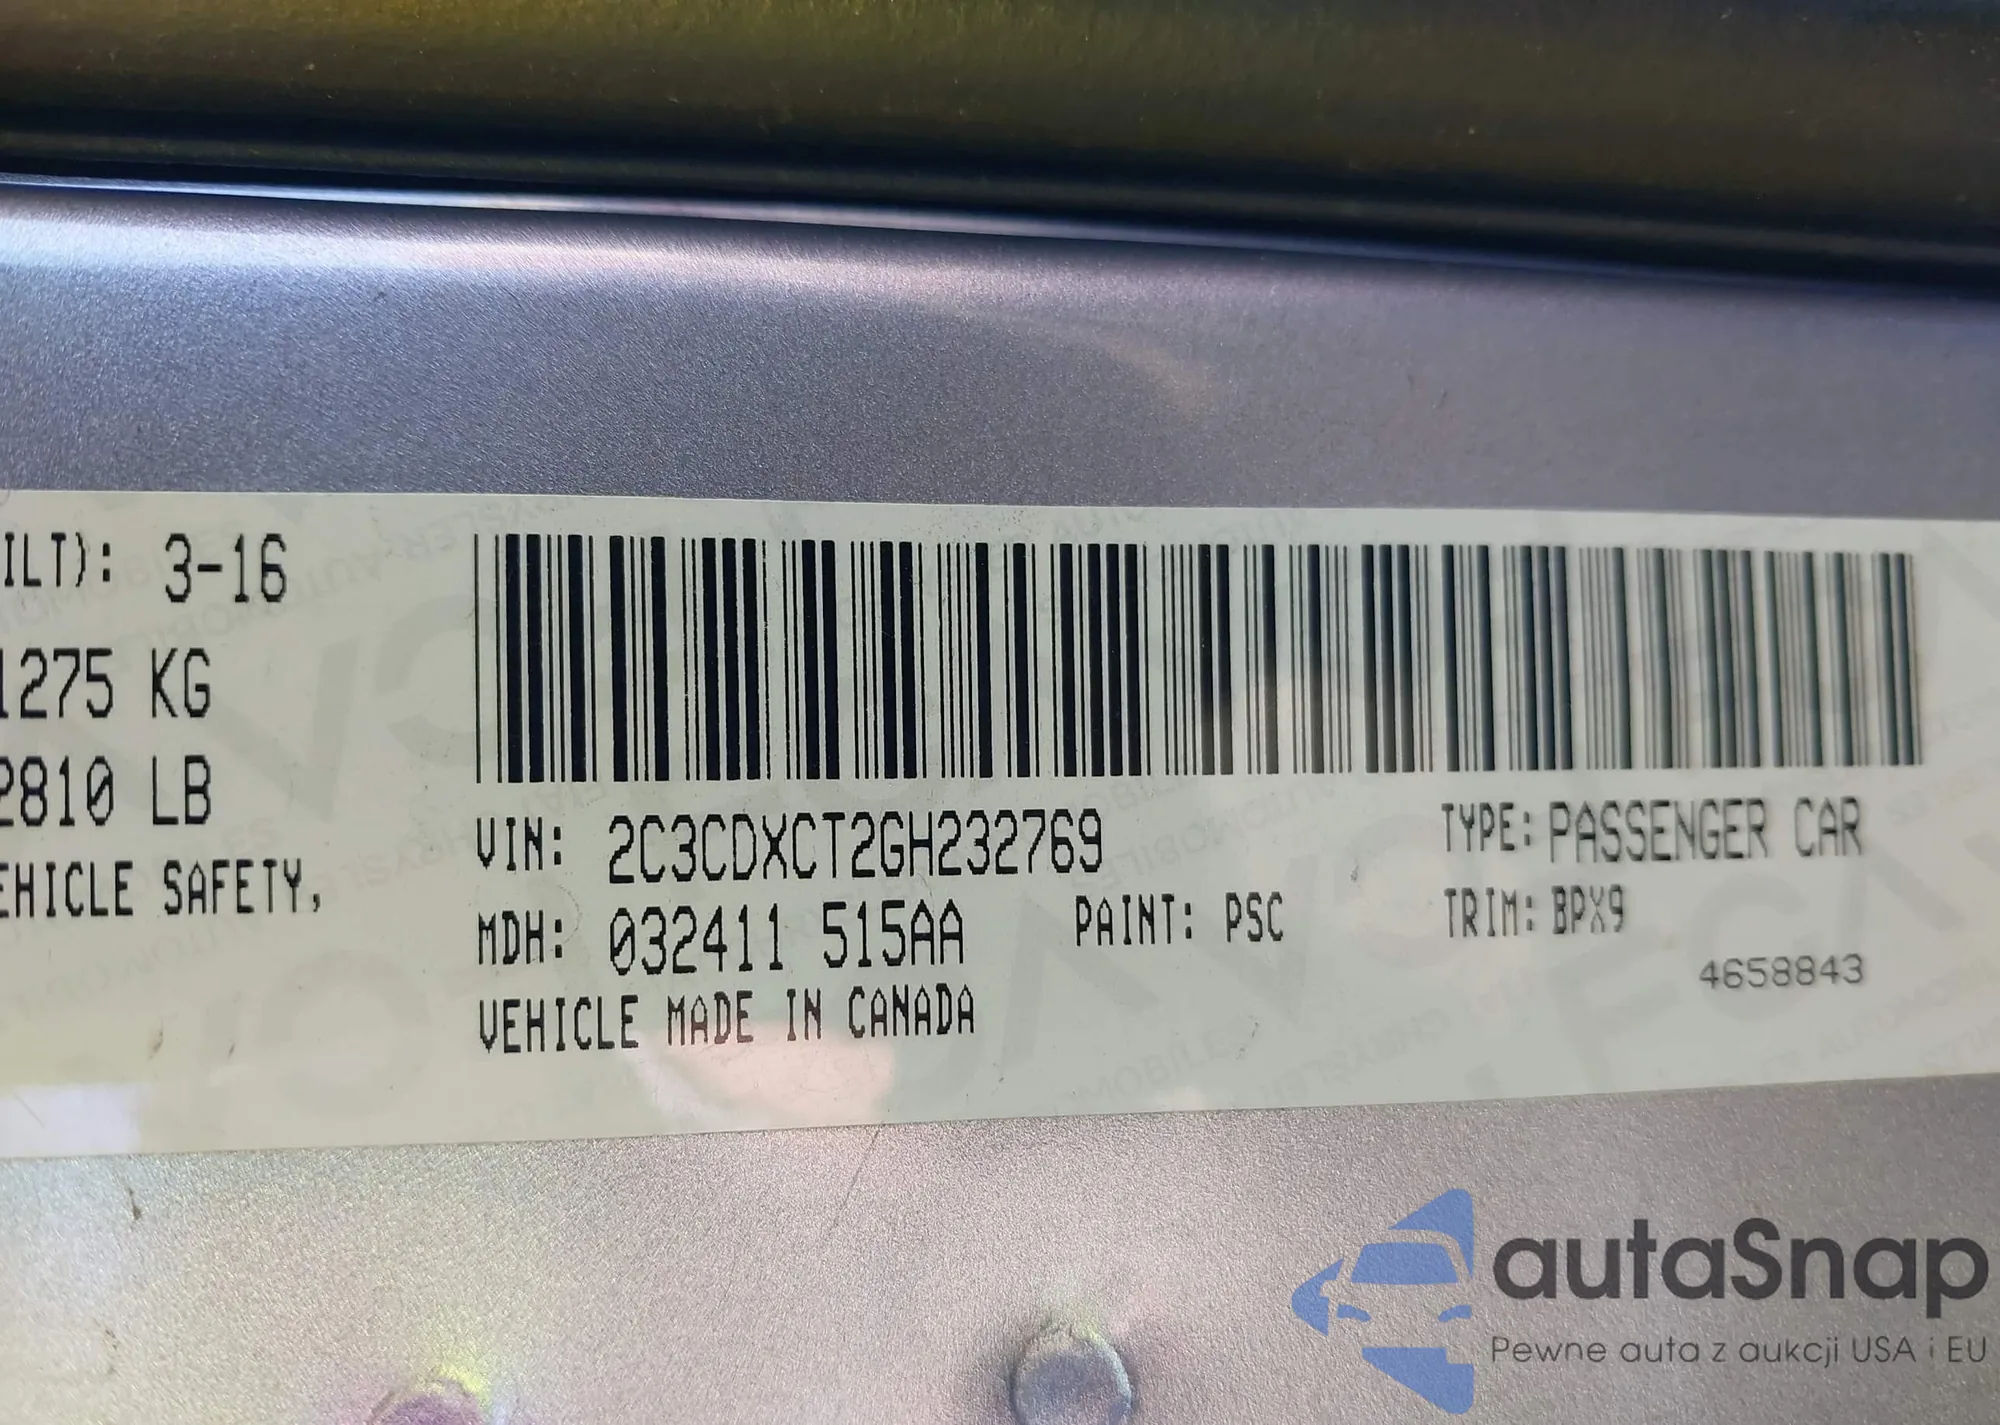 ILT): 3-16
1275 KG
2810 LB
EHICLE SAFETY,
VIN: 2C3CDXCT2GH232769
TYPE: PASSENGER CAR
MDH: 032411 515AA
PAINT: PSC
TRIM: BPX9
VEHICLE MADE IN CANADA
4658843
autaSnap
Pewne auta z aukcji USA i EU